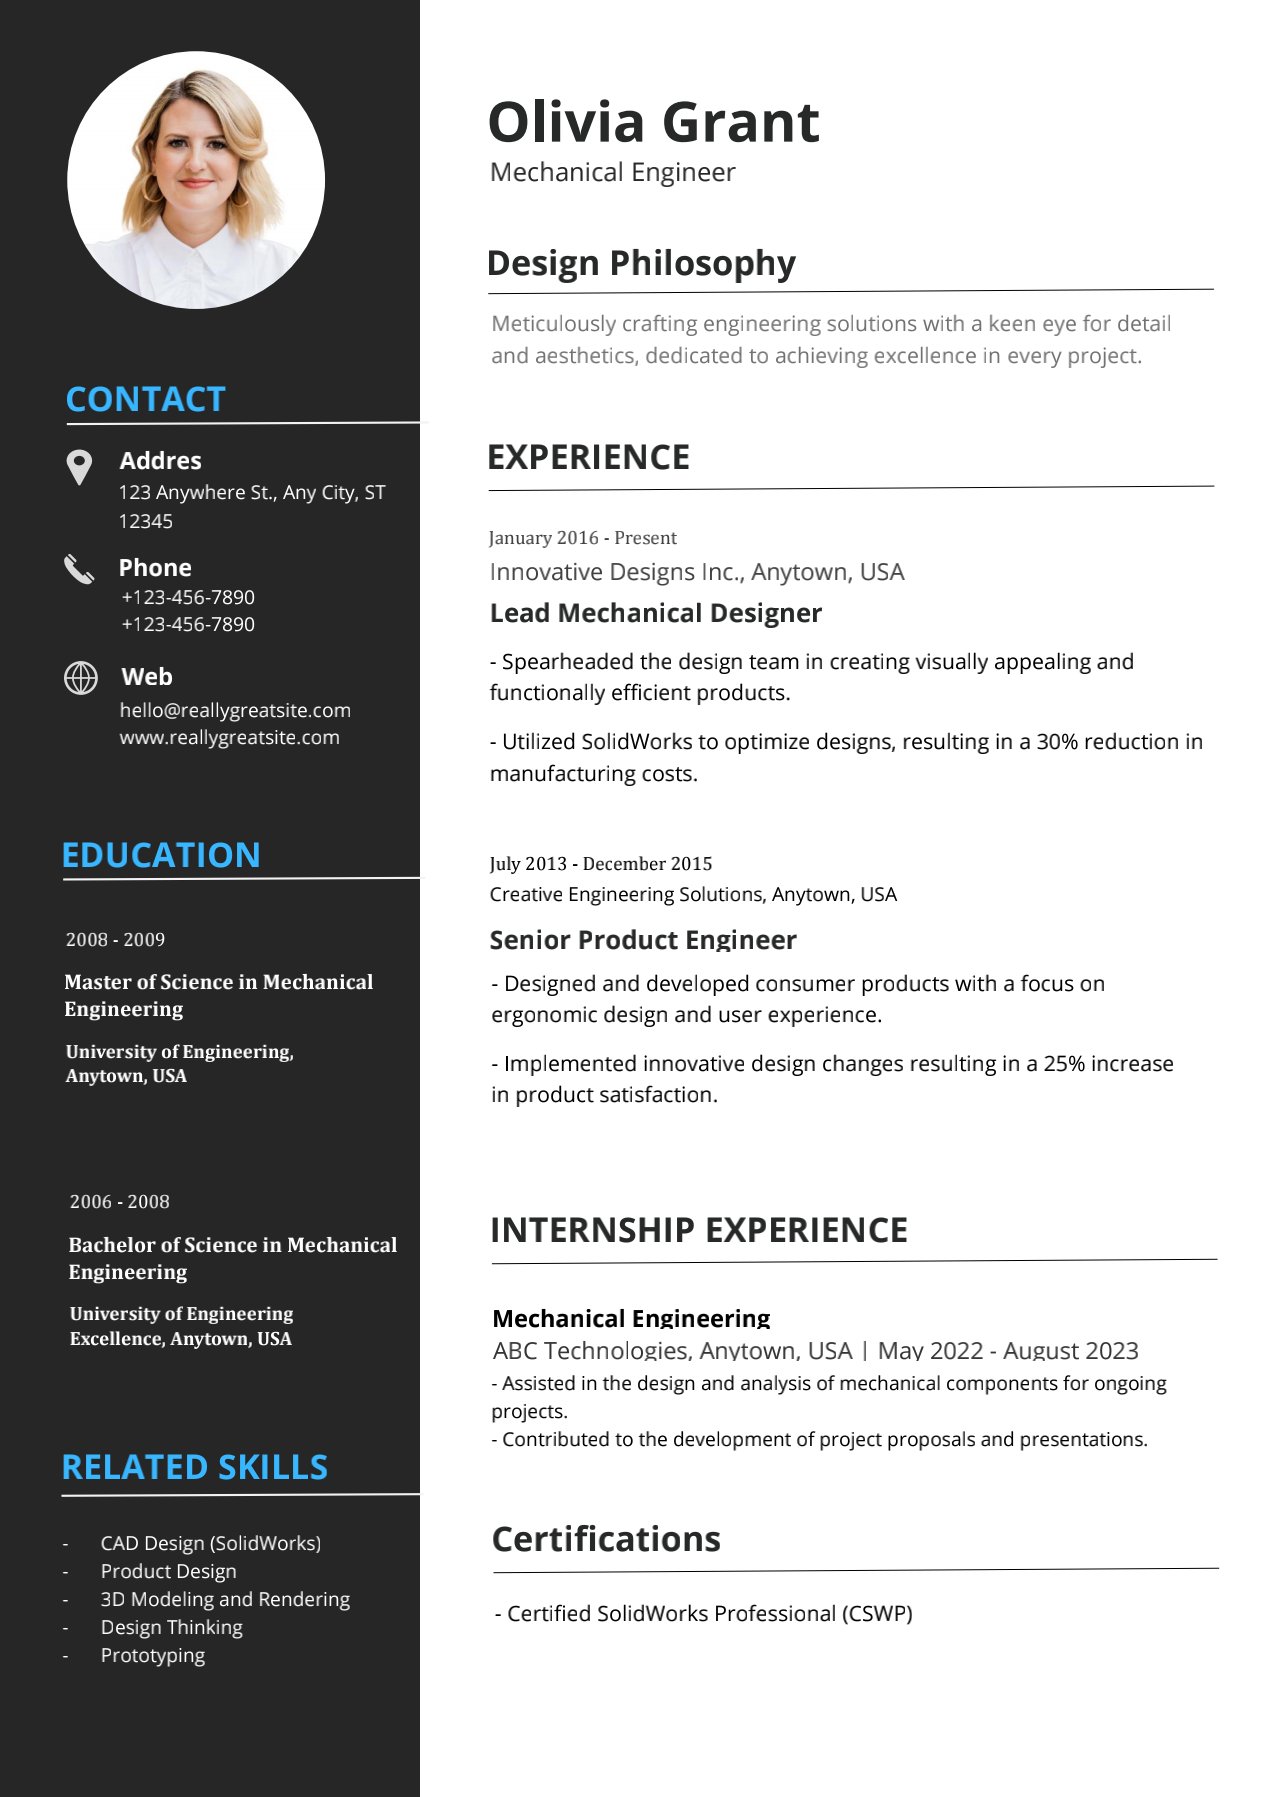 CONTACT
Addres
123 Anywhere St., Any City, ST
12345
Phone
+123-456-7890
+123-456-7890
Web
hello@reallygreatsite.com
www.reallygreatsite.com
EDUCATION
2008 - 2009
Master of Science in Mechanical
Engineering
University of Engineering,
Anytown, USA
2006 - 2008
Bachelor of Science in Mechanical
Engineering
University of Engineering
Excellence, Anytown, USA
RELATED SKILLS
- CAD Design (SolidWorks)
- Product Design
- 3D Modeling and Rendering
- Design Thinking
- Prototyping
Olivia Grant
Mechanical Engineer
Design Philosophy
Meticulously crafting engineering solutions with a keen eye for detail
and aesthetics, dedicated to achieving excellence in every project.
EXPERIENCE
January 2016 - Present
Innovative Designs Inc., Anytown, USA
Lead Mechanical Designer
- Spearheaded the design team in creating visually appealing and
functionally efficient products.
- Utilized SolidWorks to optimize designs, resulting in a 30% reduction in
manufacturing costs.
July 2013 - December 2015
Creative Engineering Solutions, Anytown, USA
Senior Product Engineer
- Designed and developed consumer products with a focus on
ergonomic design and user experience.
- Implemented innovative design changes resulting in a 25% increase
in product satisfaction.
INTERNSHIP EXPERIENCE
Mechanical Engineering
ABC Technologies, Anytown, USA | May 2022 - August 2023
- Assisted in the design and analysis of mechanical components for ongoing
projects.
- Contributed to the development of project proposals and presentations.
Certifications
- Certified SolidWorks Professional (CSWP)